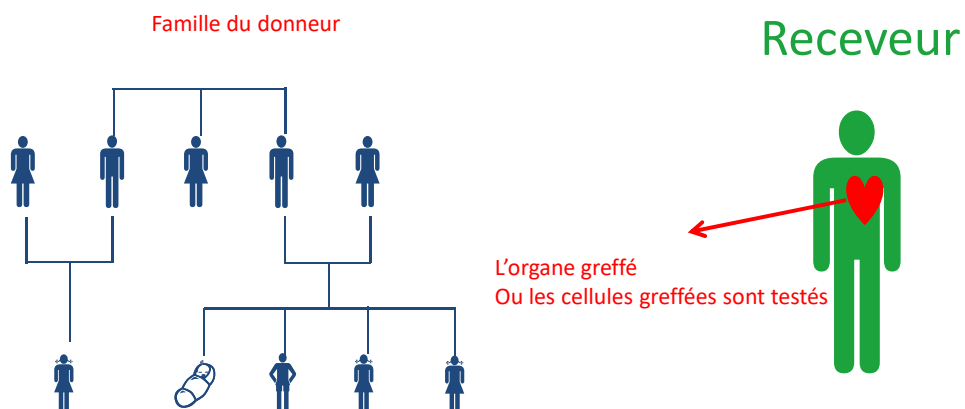 Famille du donneur
Receveur
L'organe greffé
Ou les cellules greffées sont testés